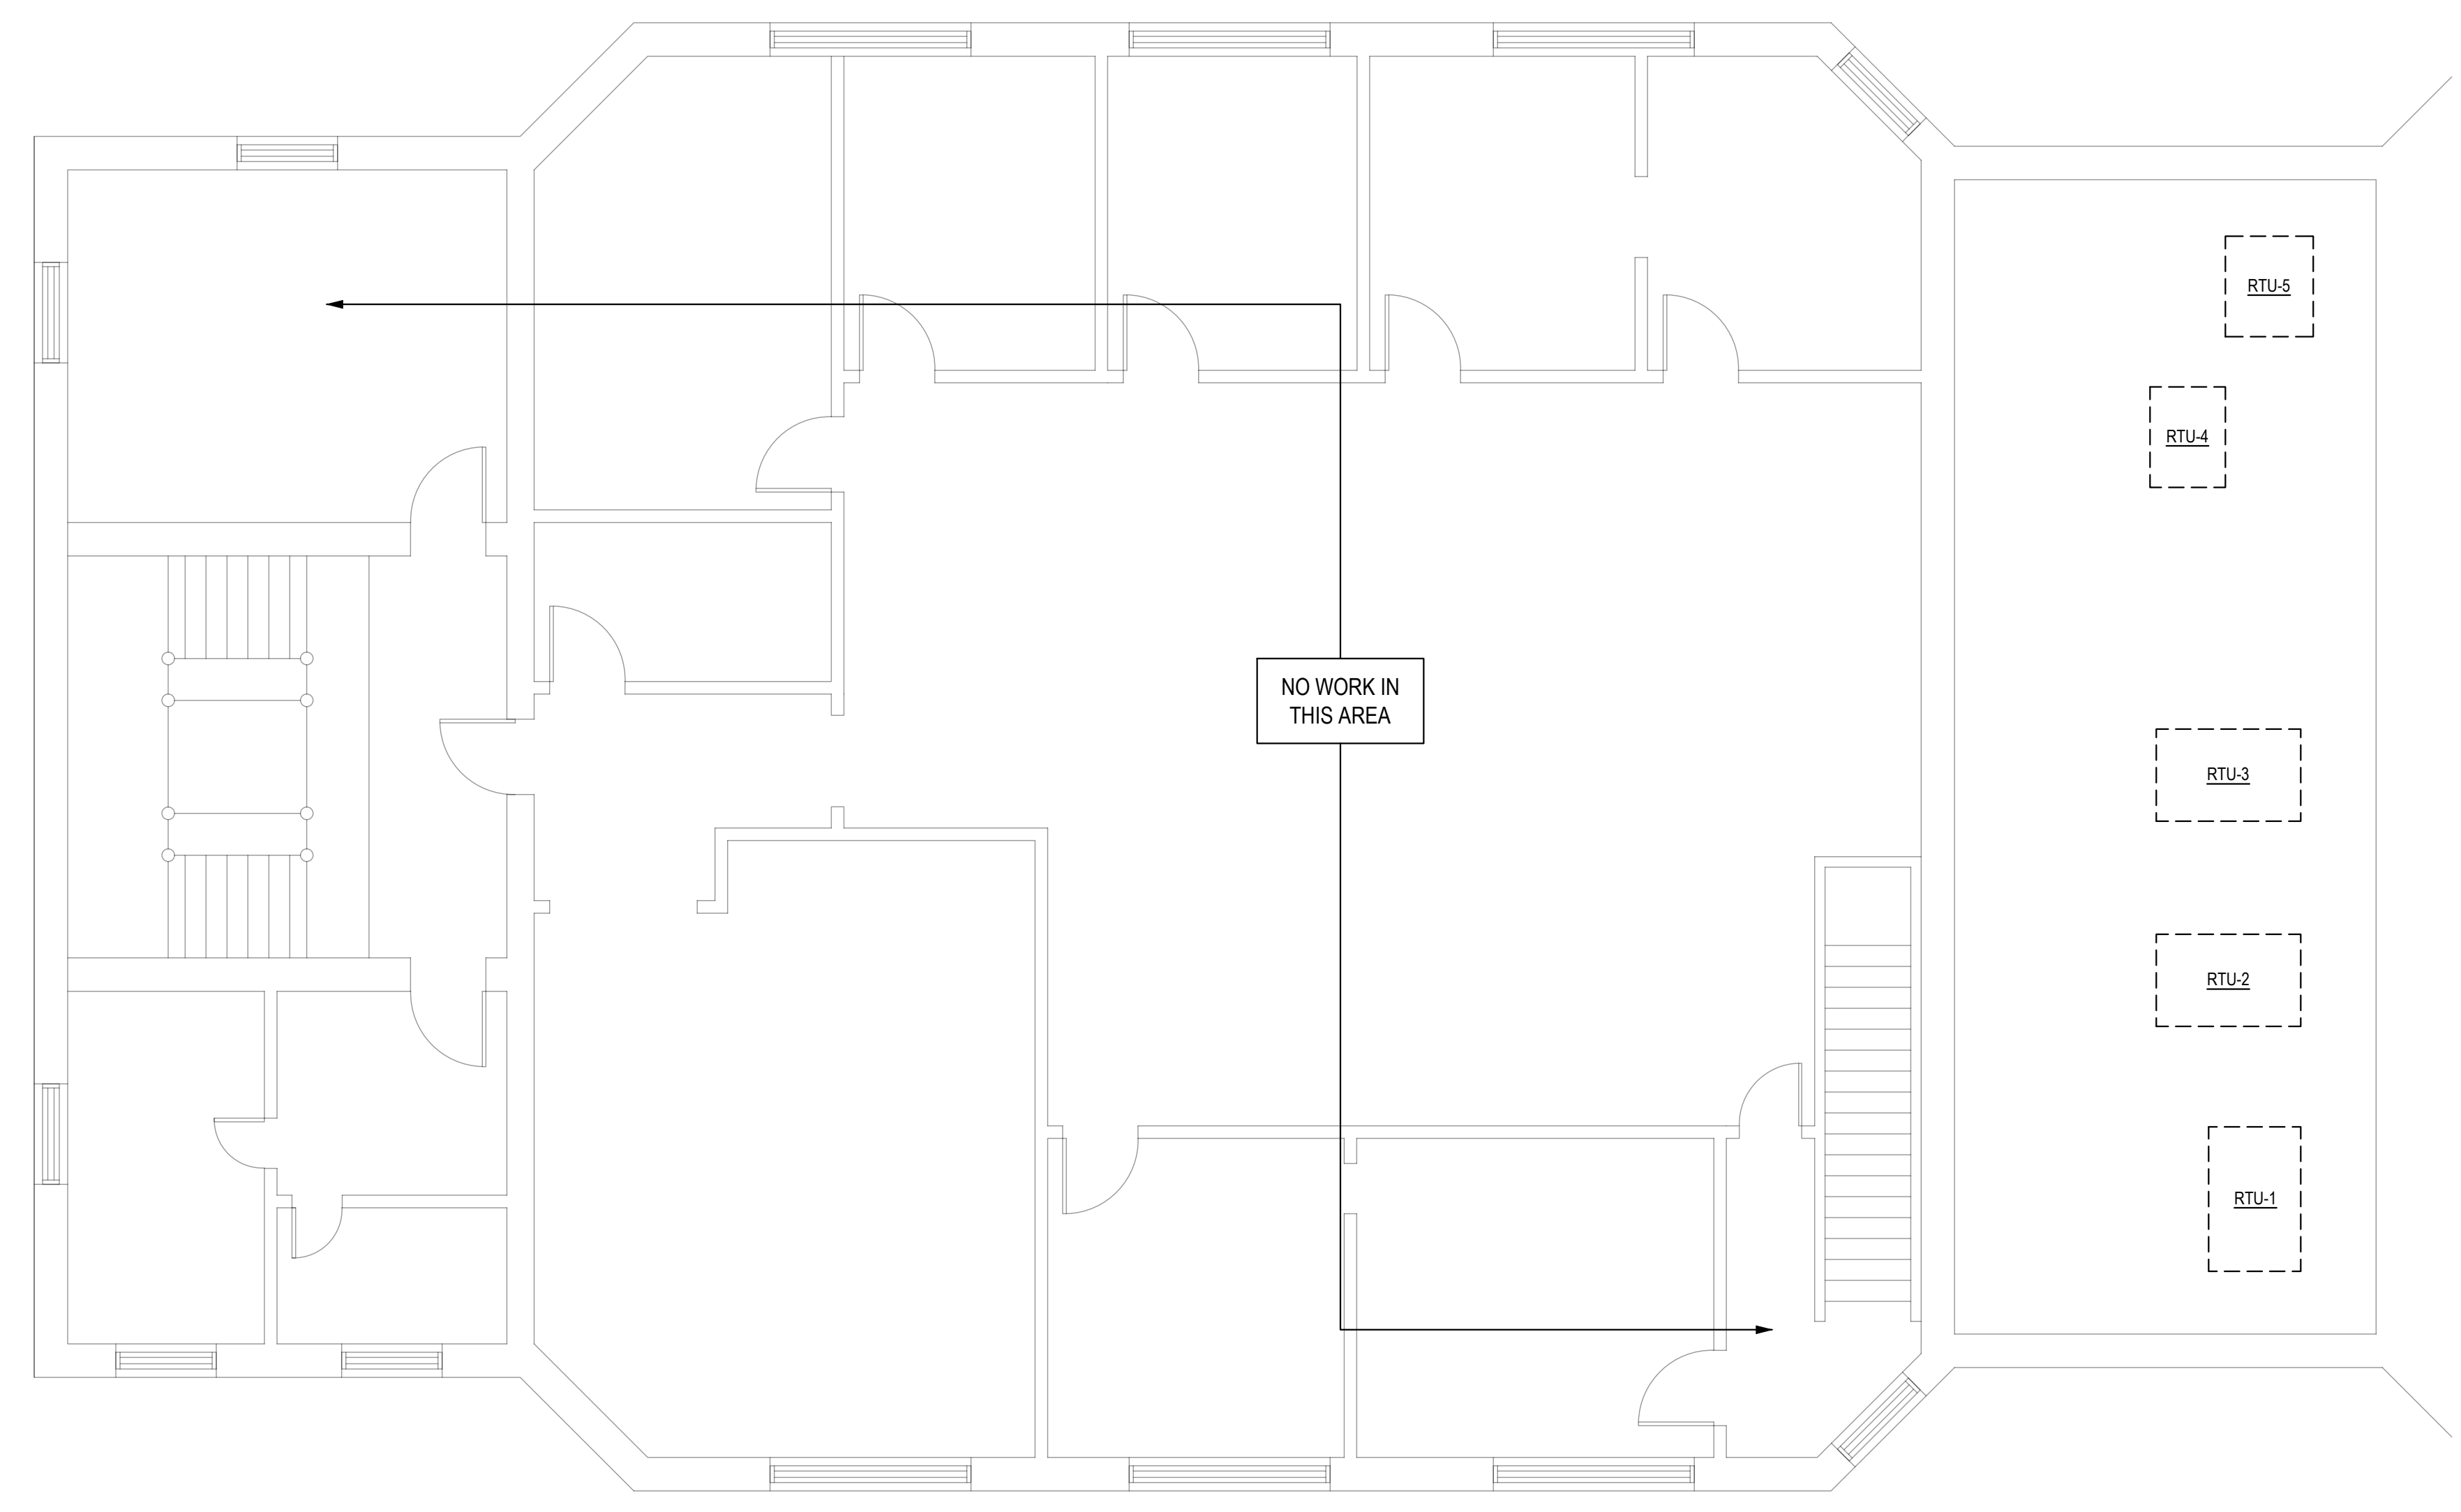 RTU-5
RTU-4
NO WORK IN
THIS AREA
RTU-3
RTU-2
RTU-1